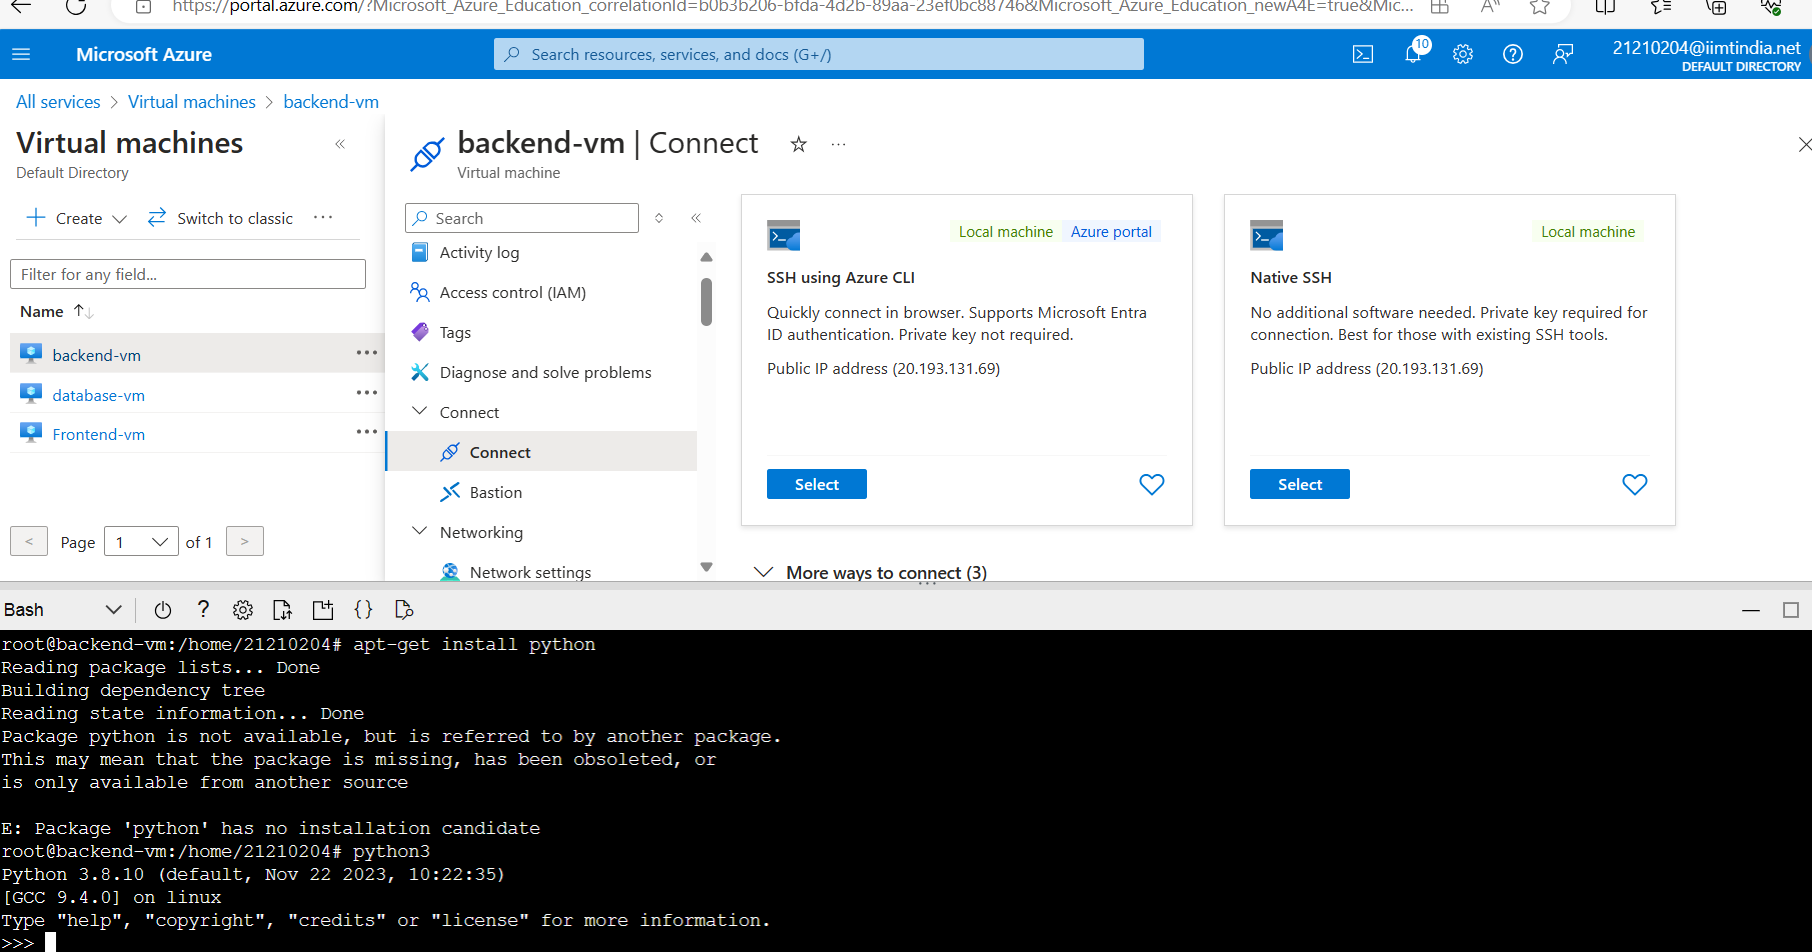 https://portal.azure.com/?Microsoft_Azure_Education_correlationId=b0b3b206-bfda-4d2b-89aa-23ef0bc88746&Microsoft_Azure_Education_newA4E=true&Mic...
Microsoft Azure
Search resources, services, and docs (G+/)
10
21210204@iimtindia.net
DEFAULT DIRECTORY
All services > Virtual machines > backend-vm
Virtual machines
Default Directory
Create
Switch to classic
Filter for any field...
Name
backend-vm
database-vm
Frontend-vm
< Page 1 of 1 >
backend-vm | Connect
Virtual machine
Search
Activity log
Access control (IAM)
Tags
Diagnose and solve problems
Connect
Connect
Bastion
Networking
Network settings
Local machine Azure portal
SSH using Azure CLI
Quickly connect in browser. Supports Microsoft Entra
ID authentication. Private key not required.
Public IP address (20.193.131.69)
Select
Local machine
Native SSH
No additional software needed. Private key required for
connection. Best for those with existing SSH tools.
Public IP address (20.193.131.69)
Select
More ways to connect (3)
Bash
root@backend-vm:/home/21210204# apt-get install python
Reading package lists... Done
Building dependency tree
Reading state information... Done
Package python is not available, but is referred to by another package.
This may mean that the package is missing, has been obsoleted, or
is only available from another source
E: Package 'python' has no installation candidate
root@backend-vm:/home/21210204# python3
Python 3.8.10 (default, Nov 22 2023, 10:22:35)
[GCC 9.4.0] on linux
Type "help", "copyright", "credits" or "license" for more information.
>>>